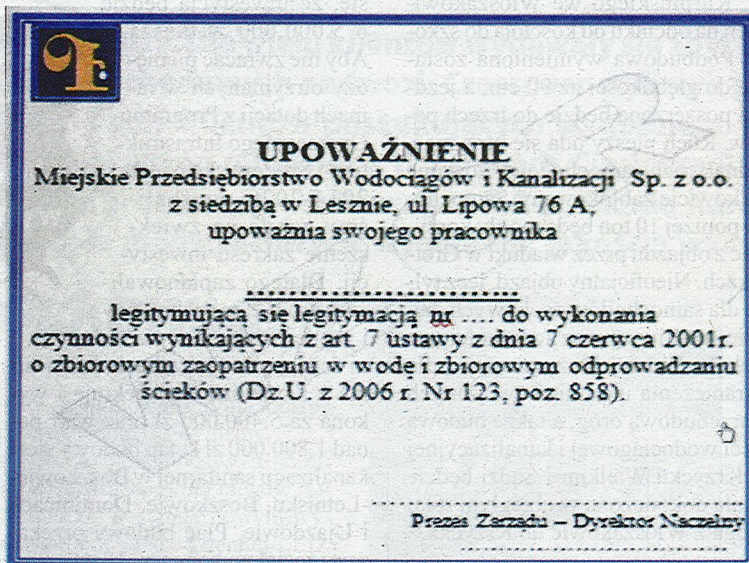 UPOWAŻNIENIE
Miejskie Przedsiębiorstwo Wodociągów i Kanalizacji Sp. z o.o.
z siedzibą w Lesznie, ul. Lipowa 76 A,
upoważnia swojego pracownika
.................................
legitymującą się legitymacją nr .... do wykonania
czynności wynikających z art. 7 ustawy z dnia 7 czerwca 2001r.
o zbiorowym zaopatrzeniu w wodę i zbiorowym odprowadzaniu
ścieków (Dz.U. z 2006 r. Nr 123, poz. 858).
......................................................
Prezes Zarządu – Dyrektor Naczelny
......................................